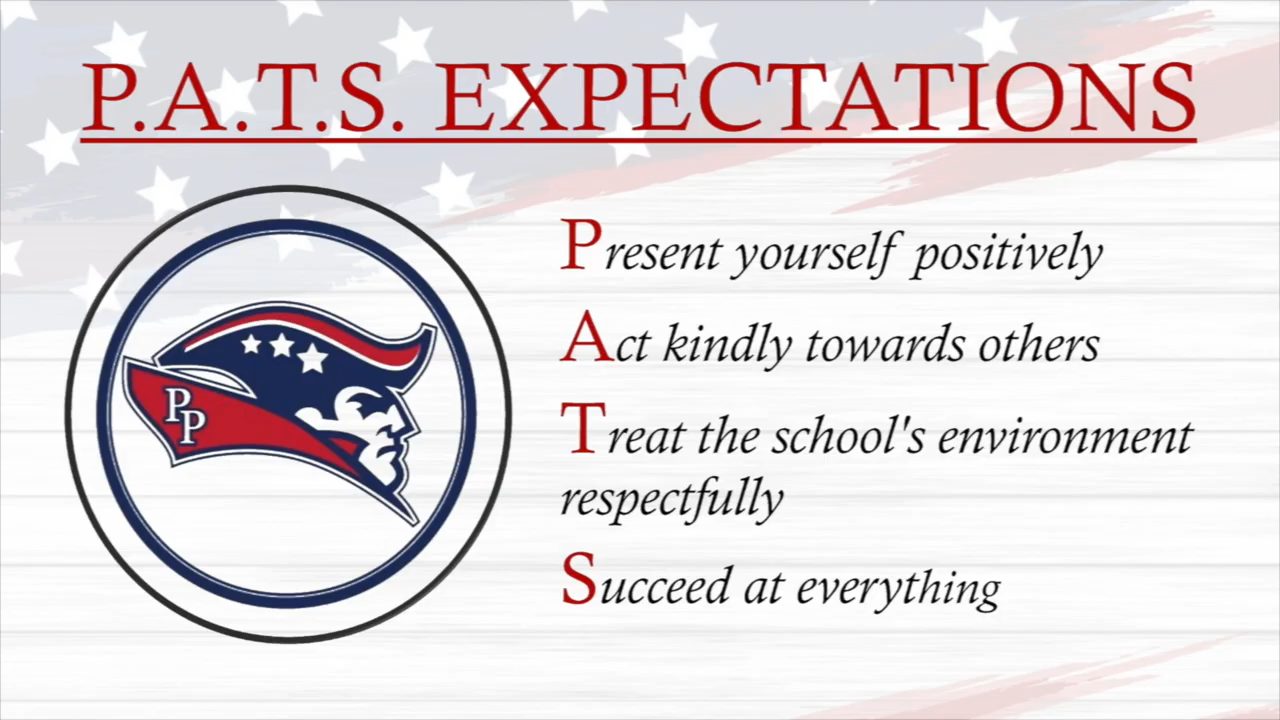 P.A.T.S. EXPECTATIONS
Present yourself positively
Act kindly towards others
PP
Treat the school's environment
respectfully
Succeed at everything